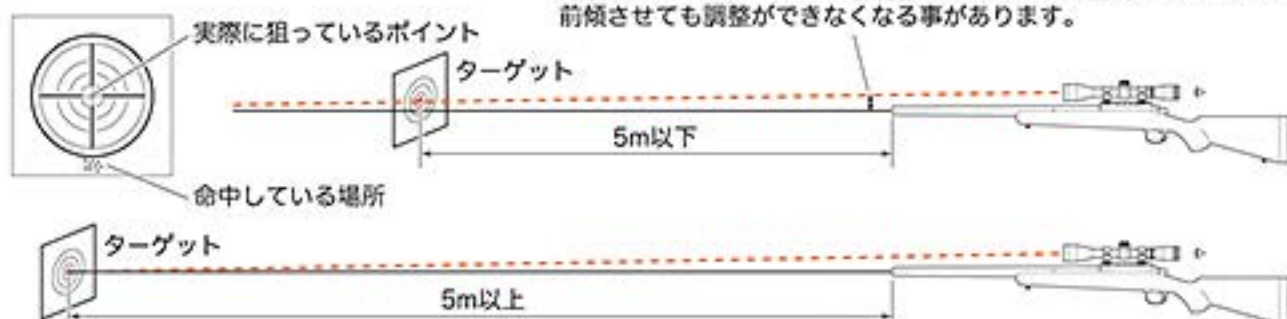 前傾させても調整ができなくなる事があります。
実際に狙っているポイント
ターゲット
5m以下
命中している場所
ターゲット
5m以上